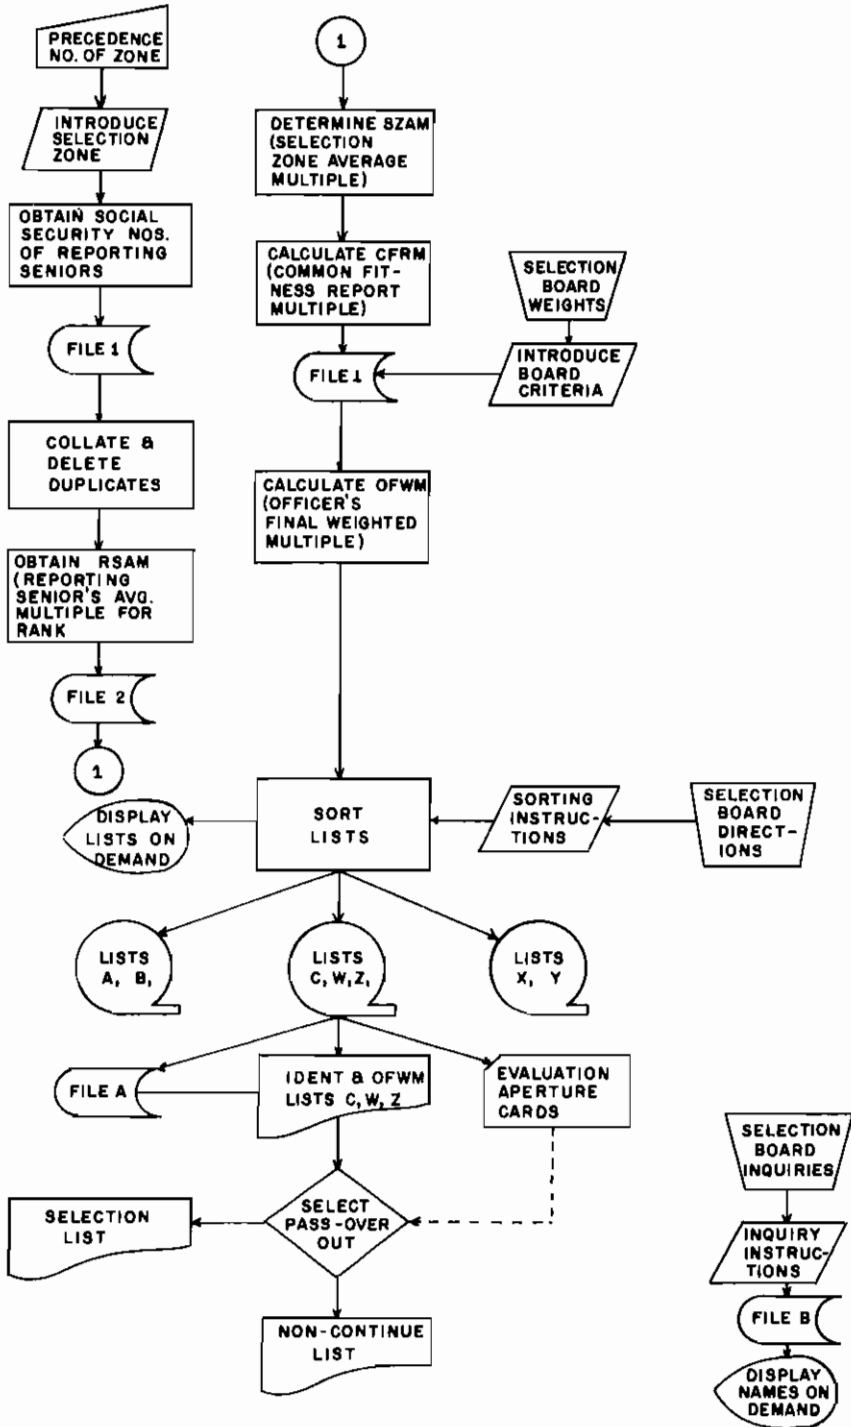 PRECEDENCE
NO. OF ZONE
INTRODUCE
SELECTION
ZONE
OBTAIN SOCIAL
SECURITY NOS.
OF REPORTING
SENIORS
FILE 1
COLLATE &
DELETE
DUPLICATES
OBTAIN RSAM
(REPORTING
SENIOR'S AVG.
MULTIPLE FOR
RANK
FILE 2
1
1
DETERMINE SZAM
(SELECTION
ZONE AVERAGE
MULTIPLE)
CALCULATE CFRM
(COMMON FIT-
NESS REPORT
MULTIPLE)
FILE 1
SELECTION
BOARD
WEIGHTS
INTRODUCE
BOARD
CRITERIA
CALCULATE OFWM
(OFFICER'S
FINAL WEIGHTED
MULTIPLE)
SORT
LISTS
DISPLAY
LISTS ON
DEMAND
SORTING
INSTRUC-
TIONS
SELECTION
BOARD
DIRECT-
IONS
LISTS
A, B,
LISTS
C, W, Z,
LISTS
X, Y
FILE A
IDENT & OFWM
LISTS C, W, Z
EVALUATION
APERTURE
CARDS
SELECT
PASS-OVER
OUT
SELECTION
LIST
NON-CONTINUE
LIST
SELECTION
BOARD
INQUIRIES
INQUIRY
INSTRUC-
TIONS
FILE B
DISPLAY
NAMES ON
DEMAND